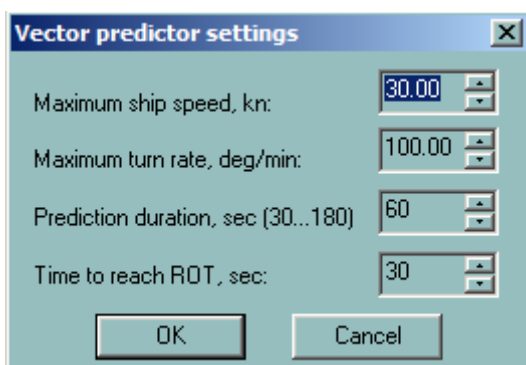 Vector predictor settings
Maximum ship speed, kn: 30.00
Maximum turn rate, deg/min: 100.00
Prediction duration, sec (30...180) 60
Time to reach ROT, sec: 30
OK Cancel